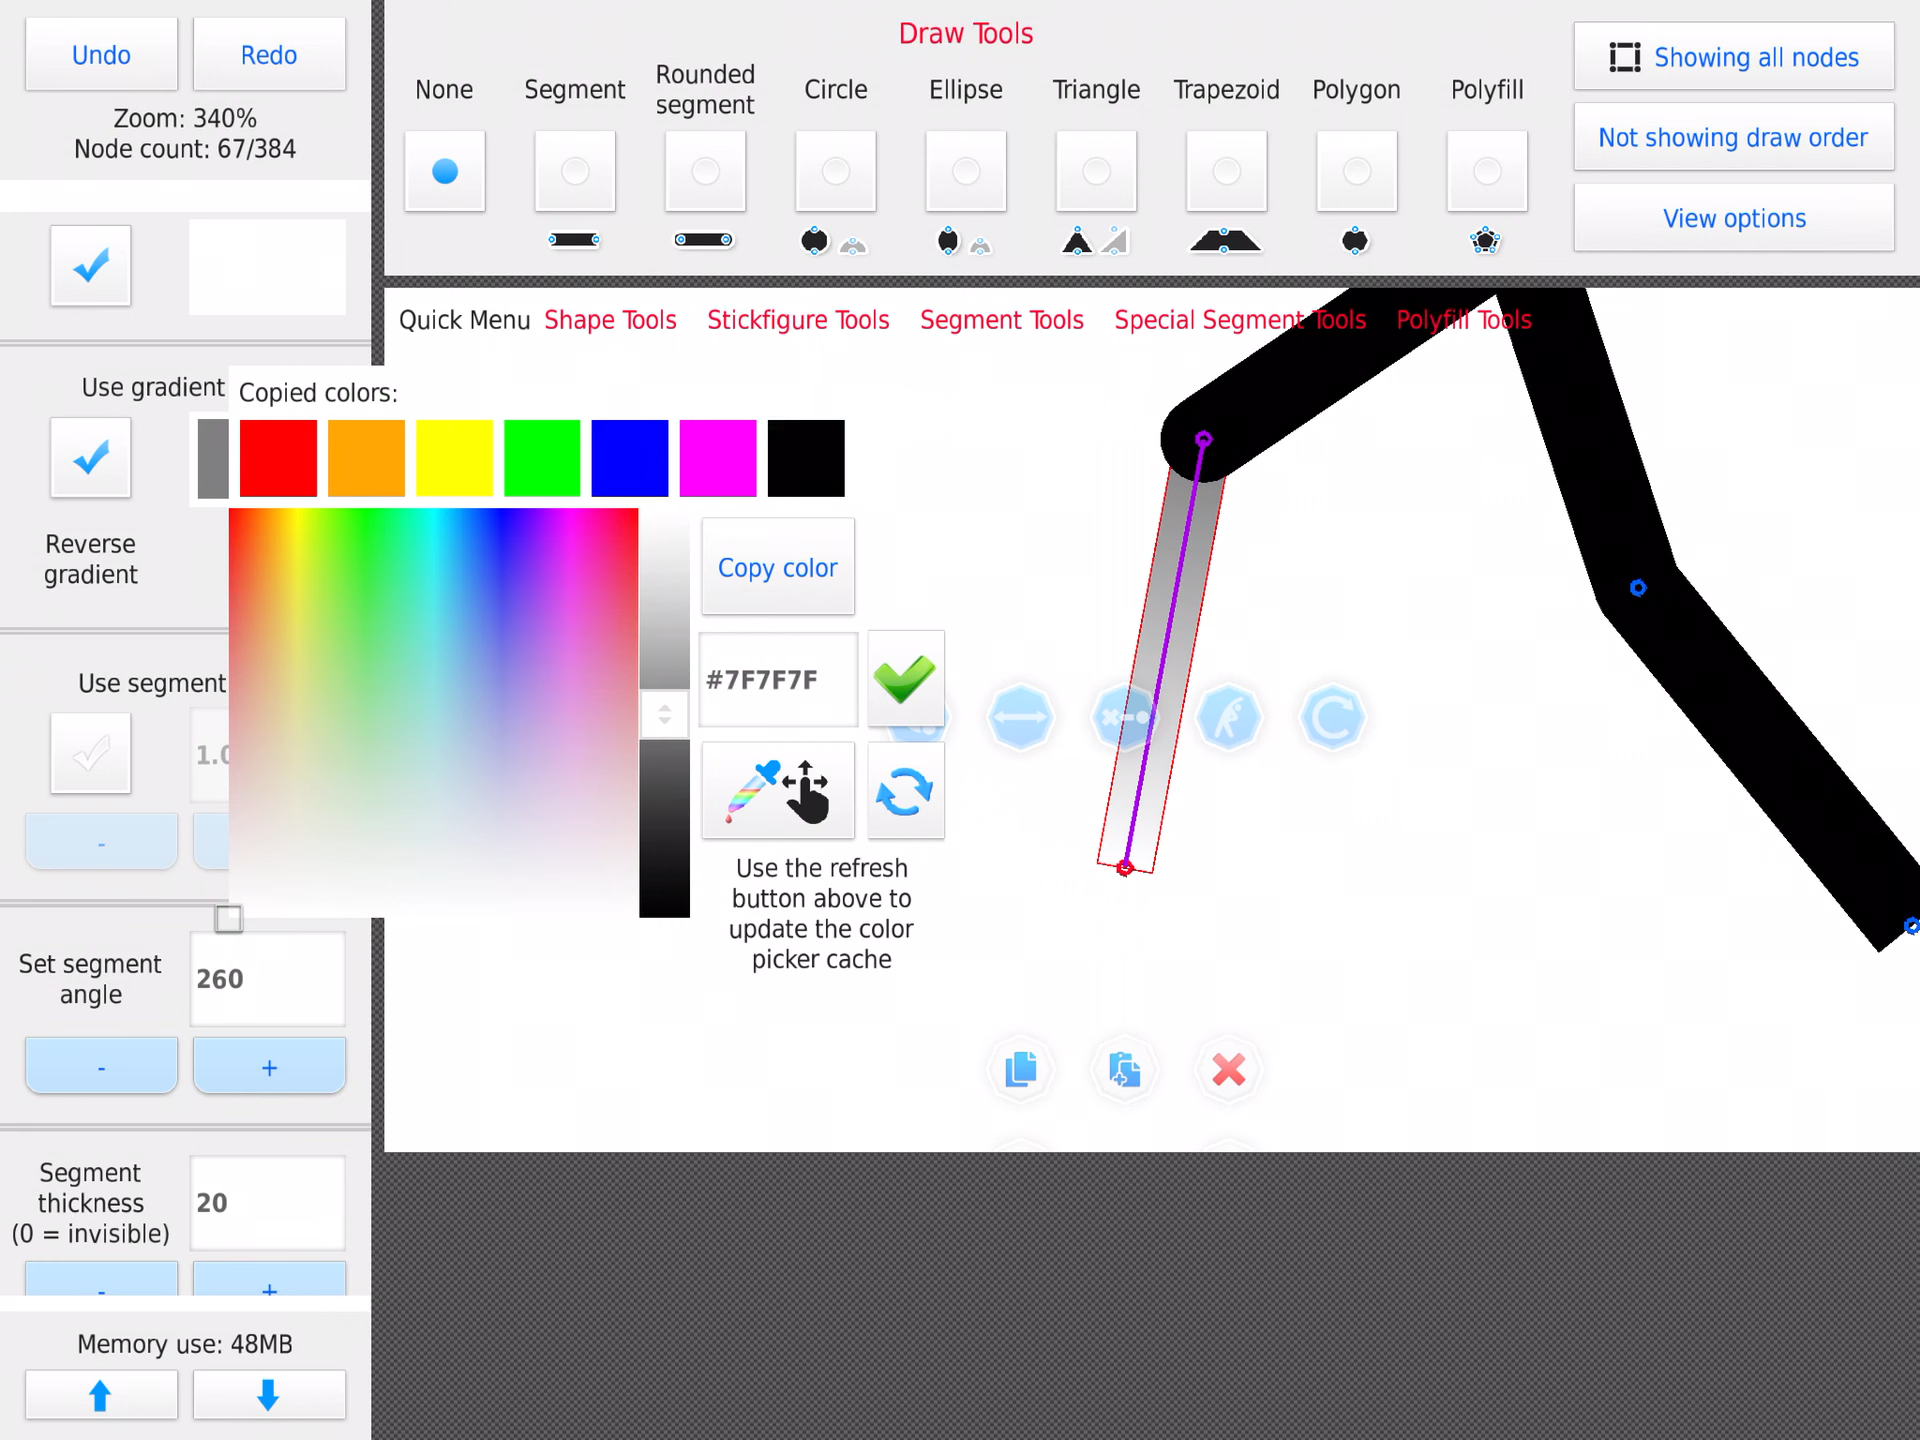 Undo
Redo
Zoom: 340%
Node count: 67/384
Draw Tools
None
Segment
Rounded
segment
Circle
Ellipse
Triangle
Trapezoid
Polygon
Polyfill
Showing all nodes
Not showing draw order
View options
Quick Menu
Shape Tools
Stickfigure Tools
Segment Tools
Special Segment Tools
Polyfill Tools
Use gradient
Copied colors:
Reverse
gradient
Copy color
Use segment
#7F7F7F
1.0
-
Use the refresh
button above to
update the color
picker cache
Set segment
angle
260
-
+
Segment
thickness
(0 = invisible)
20
-
+
Memory use: 48MB